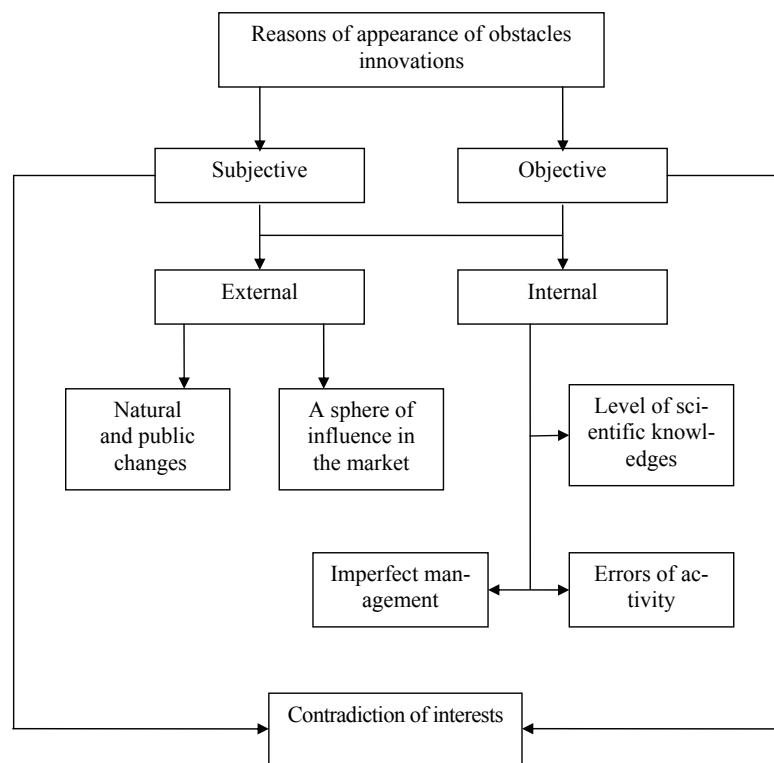 Reasons of appearance of obstacles
innovations
Subjective
Objective
External
Internal
Natural
and public
changes
A sphere of
influence in
the market
Level of sci-
entific knowl-
edges
Imperfect man-
agement
Errors of ac-
tivity
Contradiction of interests